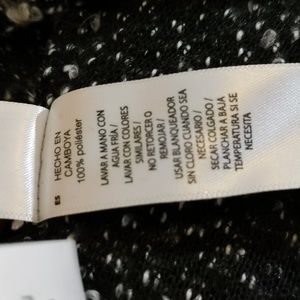 ES
HECHO EN
CAMBOYA
100% poliéster
LAVAR A MANO CON
AGUA FRÍA /
LAVAR CON COLORES
SIMILARES /
NO RETORCER O
REMOJAR /
USAR BLANQUEADOR
SIN CLORO CUANDO SEA
NECESARIO /
SECAR COLGADO /
PLANCHAR A BAJA
TEMPERATURA SI SE
NECESITA